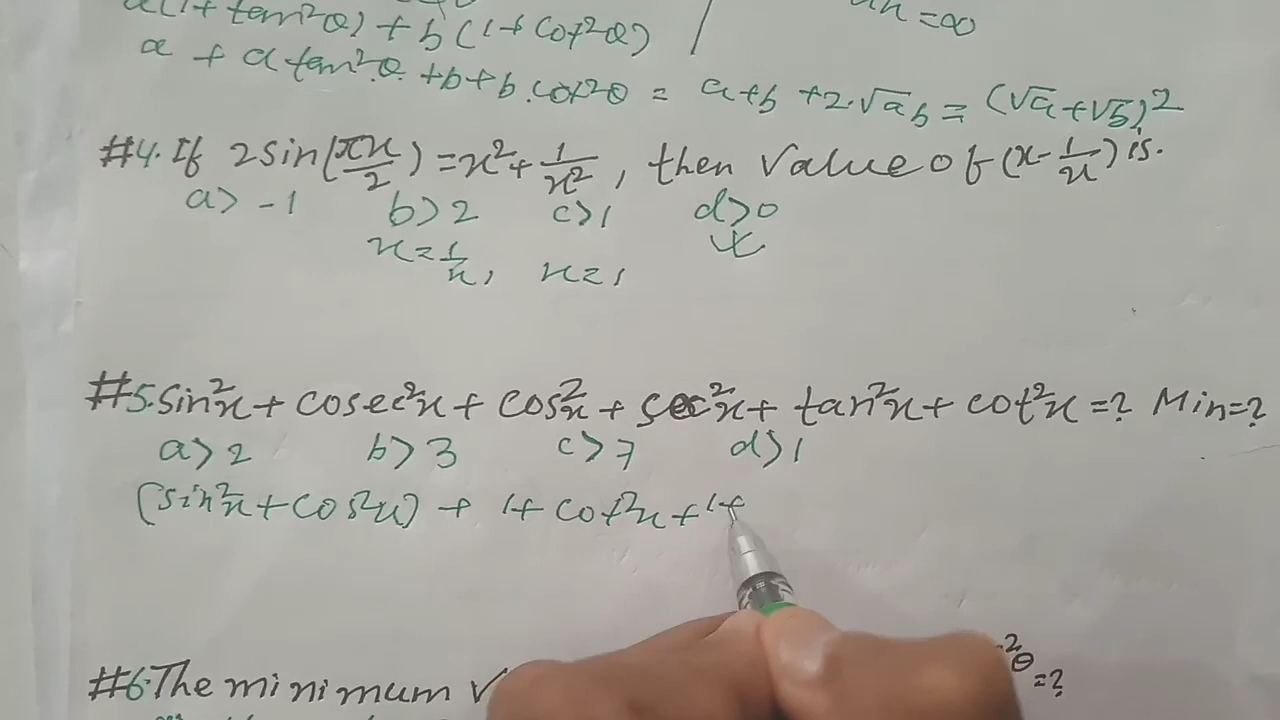 a(1+tan²θ)+b(1+cot²θ)
=∞
a + a tan²θ + b + b.cot²θ = a+b +2.√ab = (√a+√b)²
#4. If 2sin(πx/2)=x²+1/x², then value of (x-1/x) is.
a> -1 b> 2 c> 1 d> 0
x=1/x, x=1
#5. sin²x + cosec²x + cos²x + sec²x + tan²x + cot²x =? Min=?
a> 2 b> 3 c> 7 d> 1
(sin²x+cos²x) + 1+ cot²x + 1+
#6. The minimum
²θ =?